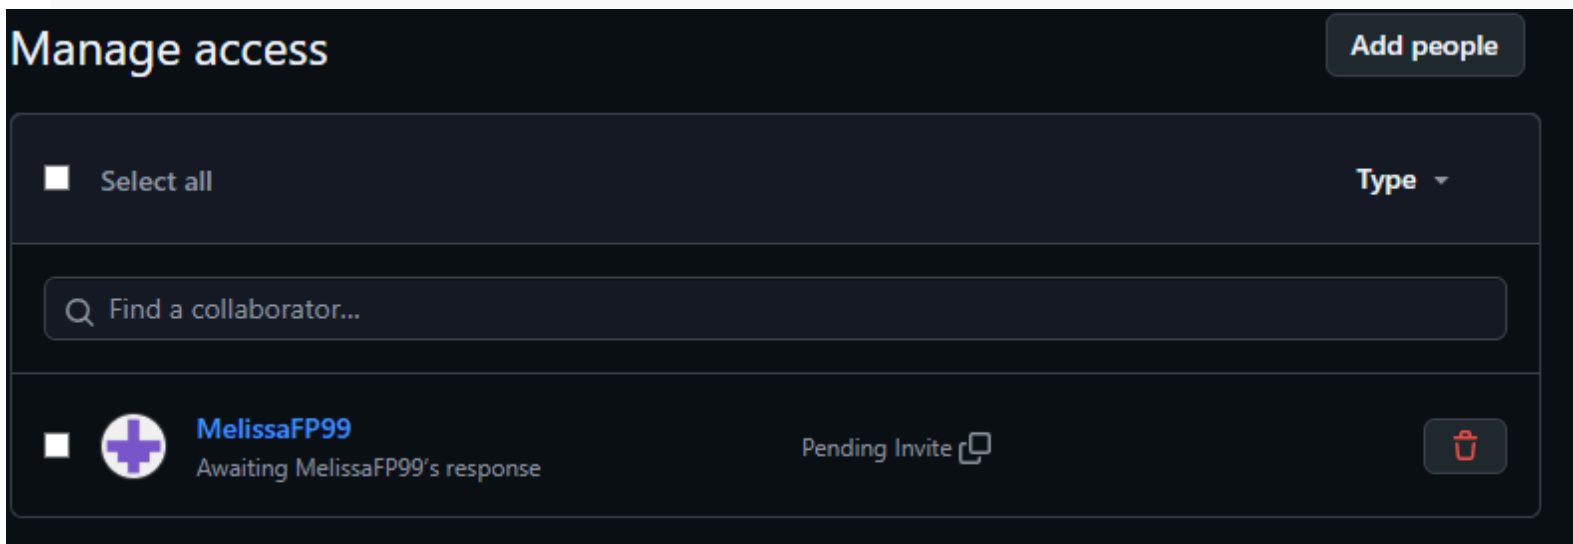 Manage access
Add people
Select all
Type
Find a collaborator...
MelissaFP99
Awaiting MelissaFP99's response
Pending Invite